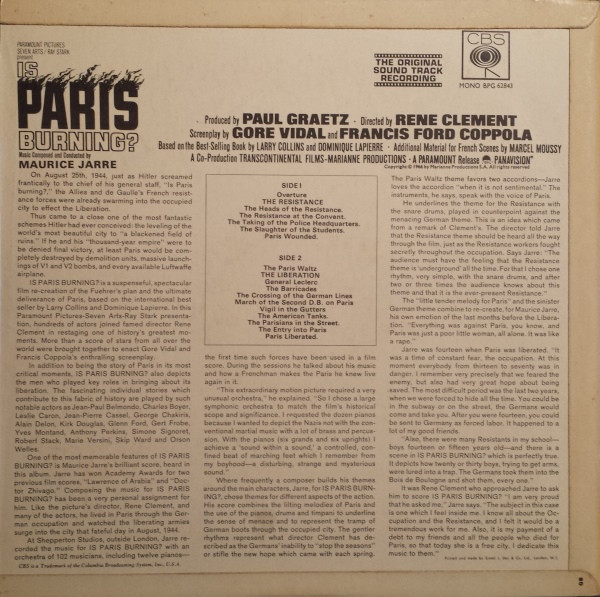 PARAMOUNT PICTURES
SEVEN ARTS / RAY STARK
present
IS
PARIS
BURNING?
Music Composed and Conducted by
MAURICE JARRE
THE ORIGINAL
SOUND TRACK
RECORDING
CBS
MONO BPG 62843
Produced by PAUL GRAETZ · Directed by RENE CLEMENT
Screenplay by GORE VIDAL and FRANCIS FORD COPPOLA
Based on the Best-Selling Book by LARRY COLLINS and DOMINIQUE LAPIERRE · Additional Material for French Scenes by MARCEL MOUSSY
A Co-Production TRANSCONTINENTAL FILMS-MARIANNE PRODUCTIONS · A PARAMOUNT Release PANAVISION
Copyright © 1966 by Marianne Productions S.A. All rights reserved
On August 25th, 1944, just as Hitler screamed
frantically to the chief of his general staff, "Is Paris
burning?," the Allies and de Gaulle's French resist-
ance forces were already swarming into the occupied
city to effect the Liberation.
Thus came to a close one of the most fantastic
schemes Hitler had ever conceived: the leveling of the
world's most beautiful city to "a blackened field of
ruins." If he and his "thousand-year empire" were to
be denied final victory, at least Paris would be com-
pletely destroyed by demolition units, massive launch-
ings of V1 and V2 bombs, and every available Luftwaffe
airplane.
IS PARIS BURNING? is a suspenseful, spectacular
film re-creation of the Fuehrer's plan and the ultimate
deliverance of Paris, based on the international best
seller by Larry Collins and Dominique Lapierre. In this
Paramount Pictures-Seven Arts-Ray Stark presenta-
tion, hundreds of actors joined famed director Rene
Clement in restaging one of history's greatest mo-
ments. More than a score of stars from all over the
world were brought together to enact Gore Vidal and
Francis Coppola's enthralling screenplay.
In addition to being the story of Paris in its most
critical moments, IS PARIS BURNING? also depicts
the men who played key roles in bringing about its
liberation. The fascinating individual stories which
contribute to this fabric of history are played by such
notable actors as Jean-Paul Belmondo, Charles Boyer,
Leslie Caron, Jean-Pierre Cassel, George Chakiris,
Alain Delon, Kirk Douglas, Glenn Ford, Gert Frobe,
Yves Montand, Anthony Perkins, Simone Signoret,
Robert Stack, Marie Versini, Skip Ward and Orson
Welles.
One of the most memorable features of IS PARIS
BURNING? is Maurice Jarre's brilliant score, heard in
this album. Jarre has won Academy Awards for two
previous film scores, "Lawrence of Arabia" and "Doc-
tor Zhivago." Composing the music for IS PARIS
BURNING? has been a very personal assignment for
him. Like the picture's director, Rene Clement, and
many of the actors, he lived in Paris through the Ger-
man occupation and watched the liberating armies
surge into the city that fateful day in August, 1944.
At Shepperton Studios, outside London, Jarre re-
corded the music for IS PARIS BURNING? with an
orchestra of 102 musicians, including twelve pianos—
CBS is a Trademark of the Columbia Broadcasting System, Inc., U.S.A.
SIDE 1
Overture
THE RESISTANCE
The Heads of the Resistance.
The Resistance at the Convent.
The Taking of the Police Headquarters.
The Slaughter of the Students.
Paris Wounded.
SIDE 2
The Paris Waltz
THE LIBERATION
General Leclerc
The Barricades
The Crossing of the German Lines
March of the Second D.B. on Paris
Vigil in the Gutters
The American Tanks.
The Parisians in the Street.
The Entry into Paris
Paris Liberated.
the first time such forces have been used in a film
score. During the sessions he talked about his music
and how a Frenchman makes the Paris he knew live
again in it
"This extraordinary motion picture required a very
unusual orchestra," he explained. "So I chose a large
symphonic orchestra to match the film's historical
scope and significance. I requested the dozen pianos
because I wanted to depict the Nazis not with the con-
ventional martial music with a lot of brass and percus-
sion. With the pianos (six grands and six uprights) I
achieve a 'sound within a sound,' a controlled, con-
fined beat of marching feet which I remember from
my boyhood—a disturbing, strange and mysterious
sound."
Where frequently a composer builds his themes
around the main characters, Jarre, for IS PARIS BURN-
ING?, chose themes for different aspects of the action.
His score combines the lilting melodies of Paris and
the use of the pianos, drums and timpani to underline
the sense of menace and to represent the tramp of
German boots through the occupied city. The gentler
rhythms represent what director Clement has de-
scribed as the Germans' inability to "stop the seasons"
or stifle the new hope which came with each spring.
The Paris Waltz theme favors two accordions—Jarre
loves the accordion "when it is not sentimental." The
instruments, he says, speak with the voice of Paris.
He underlines the theme for the Resistance with
the snare drums, played in counterpoint against the
menacing German theme. This is an idea which came
from a remark of Clement's. The director told Jarre
that the Resistance theme should be heard all the way
through the film, just as the Resistance workers fought
secretly throughout the occupation. Says Jarre: "The
audience must have the feeling that the Resistance
theme is 'underground' all the time. For that I chose one
rhythm, very simple, with the snare drums, and after
two or three times the audience knows about this
theme and that it is the ever-present Resistance."
The "little tender melody for Paris" and the sinister
German theme combine to re-create, for Maurice Jarre,
his own emotion of the last months before the Libera-
tion. "Everything was against Paris, you know, and
Paris was just a poor little woman, all alone. It was like
a rape."
Jarre was fourteen when Paris was liberated. "It
was a time of constant fear, the occupation. At this
moment everybody from thirteen to seventy was in
danger. I remember very precisely that we feared the
enemy, but also had very great hope about being
saved. The most difficult period was the last two years,
when we were forced to hide all the time. You could be
in the subway or on the street, the Germans would
come and take you. After you were fourteen, you could
be sent to Germany as forced labor. It happened to a
lot of my good friends.
"Also, there were many Resistants in my school—
boys fourteen or fifteen years old—and there is a
scene in IS PARIS BURNING? which is perfectly true.
It depicts how twenty or thirty boys, trying to get arms,
were lured into a trap. The Germans took them into the
Bois de Boulogne and shot them, every one."
It was Rene Clement who approached Jarre to ask
him to score IS PARIS BURNING? "I am very proud
that he asked me," Jarre says. "The subject in this case
is one which I feel inside me. I know all about the Oc-
cupation and the Resistance, and I felt it would be a
tremendous work for me. Also, it is my payment of a
debt to my friends and all the people who died for
Paris, so that today she is a free city. I dedicate this
music to them."